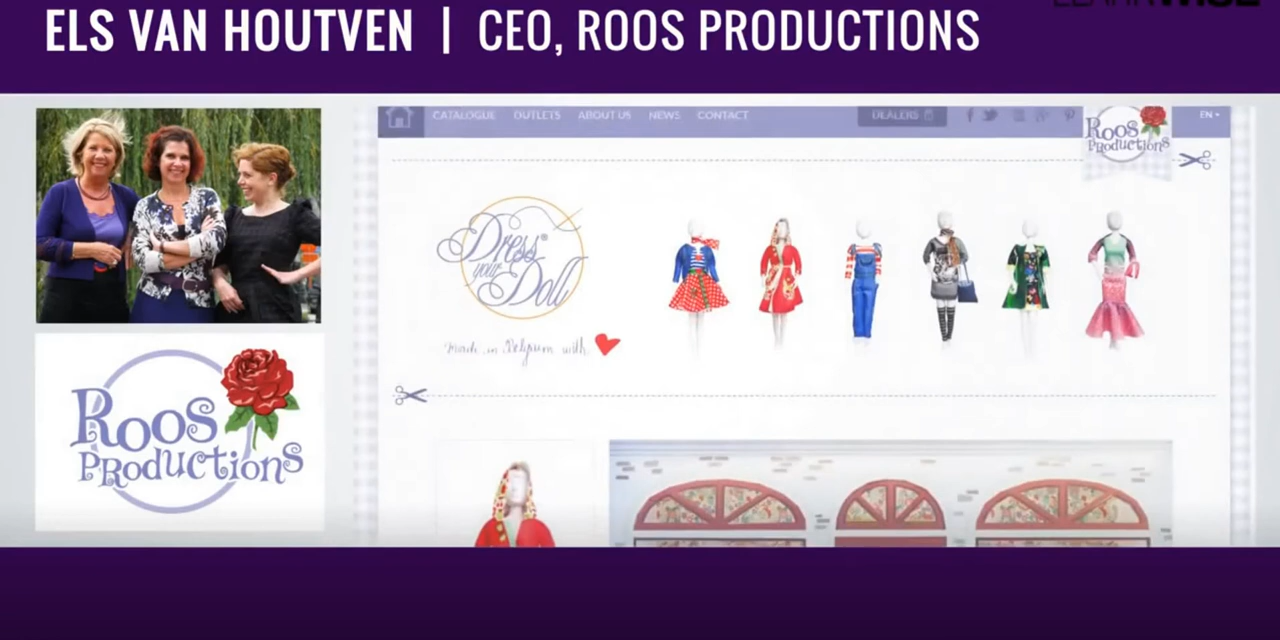 ELS VAN HOUTVEN | CEO, ROOS PRODUCTIONS
CATALOGUE OUTLETS ABOUT US NEWS CONTACT DEALERS EN
Roos
PRoductions
Dress®
your
Doll
Made in Belgium with
Roos
PRoductions